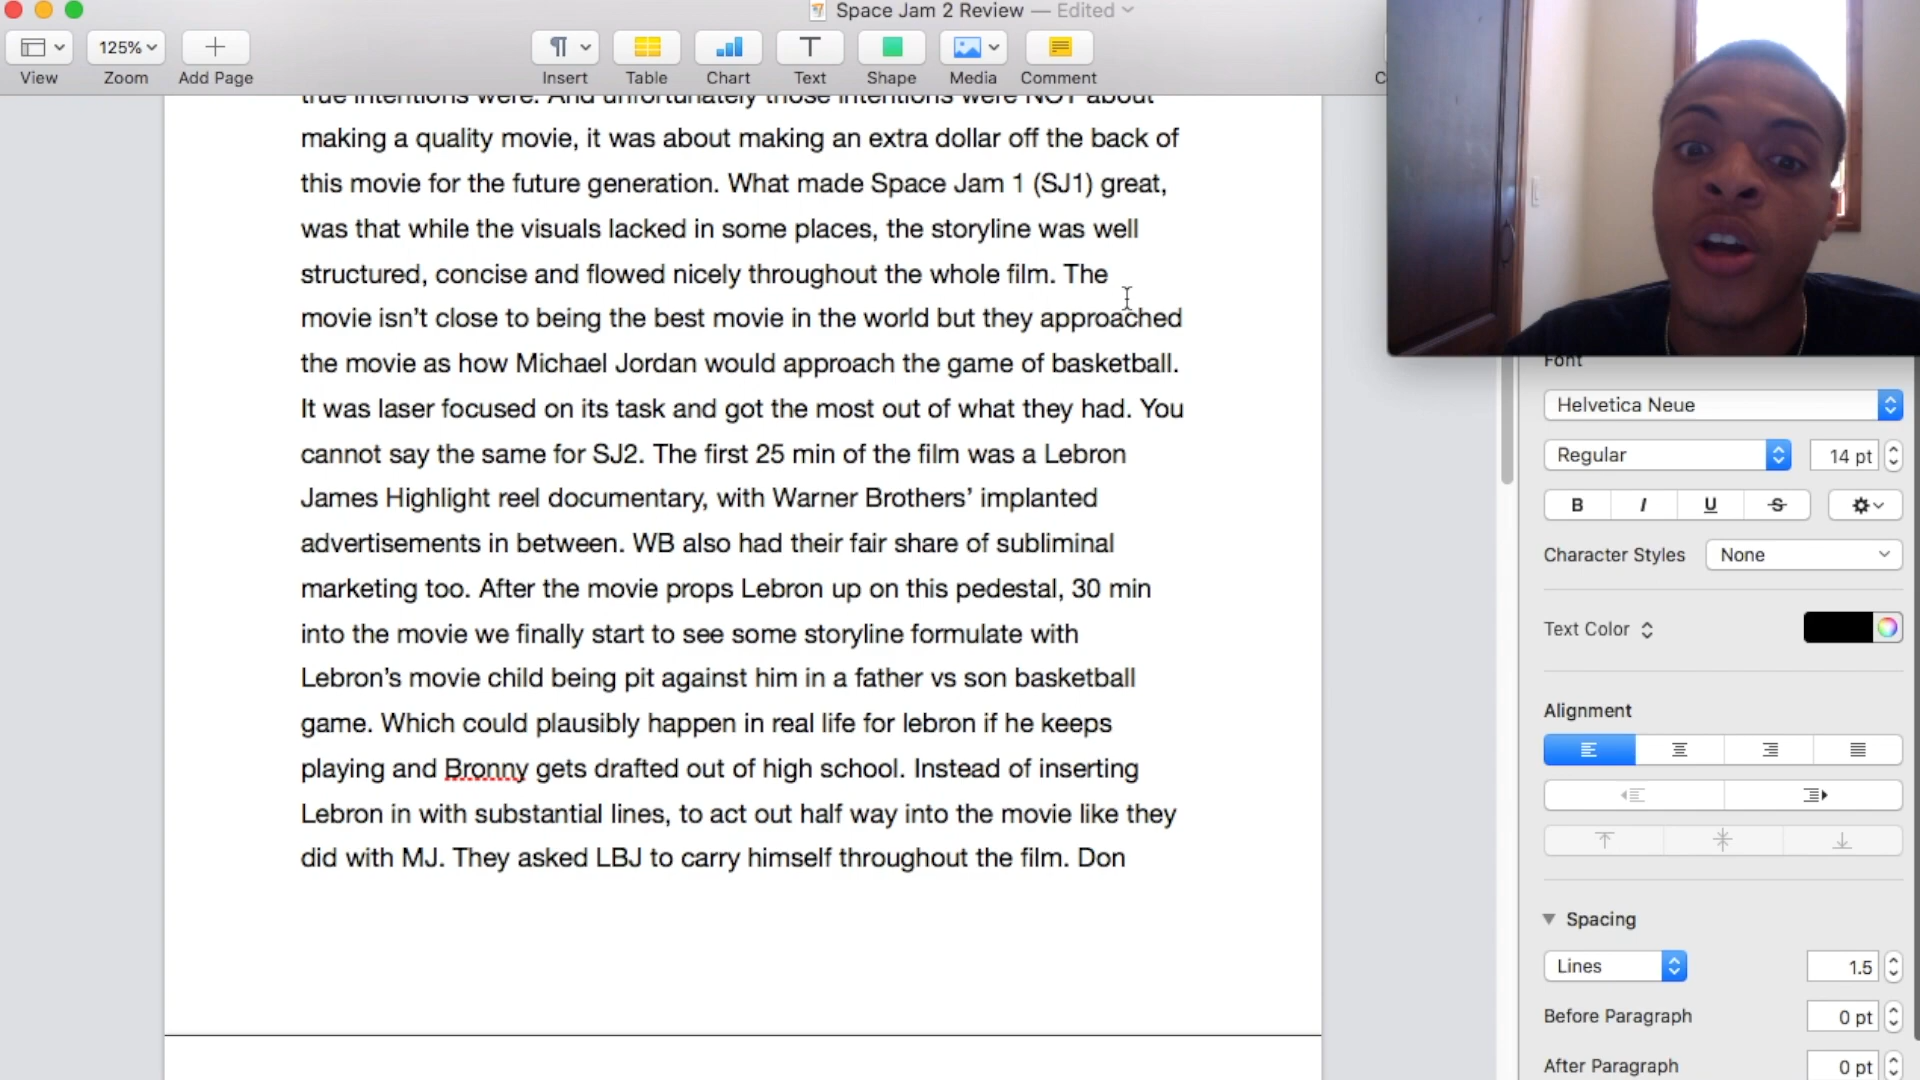 Space Jam 2 Review — Edited
125%
View
Zoom
Add Page
Insert
Table
Chart
Text
Shape
Media
Comment
C
true intentions were. And unfortunately those intentions were NOT about
making a quality movie, it was about making an extra dollar off the back of
this movie for the future generation. What made Space Jam 1 (SJ1) great,
was that while the visuals lacked in some places, the storyline was well
structured, concise and flowed nicely throughout the whole film. The
movie isn’t close to being the best movie in the world but they approached
the movie as how Michael Jordan would approach the game of basketball.
It was laser focused on its task and got the most out of what they had. You
cannot say the same for SJ2. The first 25 min of the film was a Lebron
James Highlight reel documentary, with Warner Brothers’ implanted
advertisements in between. WB also had their fair share of subliminal
marketing too. After the movie props Lebron up on this pedestal, 30 min
into the movie we finally start to see some storyline formulate with
Lebron’s movie child being pit against him in a father vs son basketball
game. Which could plausibly happen in real life for lebron if he keeps
playing and Bronny gets drafted out of high school. Instead of inserting
Lebron in with substantial lines, to act out half way into the movie like they
did with MJ. They asked LBJ to carry himself throughout the film. Don
Font
Helvetica Neue
Regular
14 pt
B I U S
Character Styles
None
Text Color
Alignment
Spacing
Lines
1.5
Before Paragraph
0 pt
After Paragraph
0 pt